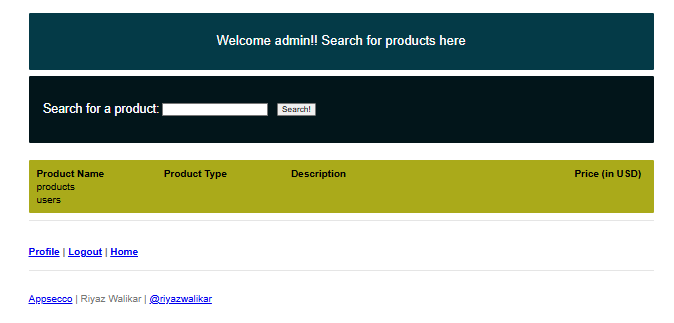 Welcome admin!! Search for products here
Search for a product: Search!
Product Name Product Type Description Price (in USD)
products
users
Profile | Logout | Home
Appsecco | Riyaz Walikar | @riyazwalikar